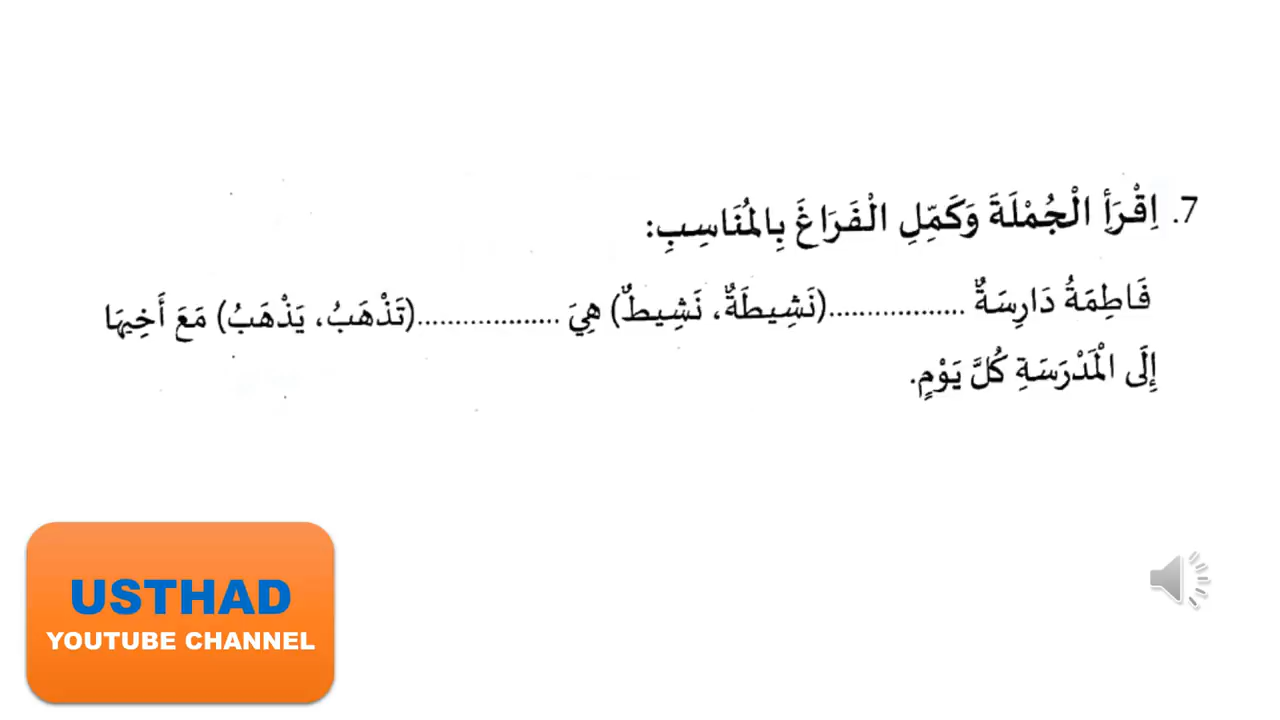 7. اِقْرَأِ الْجُمْلَةَ وَكَمِّلِ الْفَرَاغَ بِالْمُنَاسِبِ:
فَاطِمَةُ دَارِسَةٌ ..................(نَشِيطَةٌ، نَشِيطٌ) هِيَ ...................(تَذْهَبُ، يَذْهَبُ) مَعَ أَخِيهَا
إِلَى الْمَدْرَسَةِ كُلَّ يَوْمٍ.
USTHAD
YOUTUBE CHANNEL